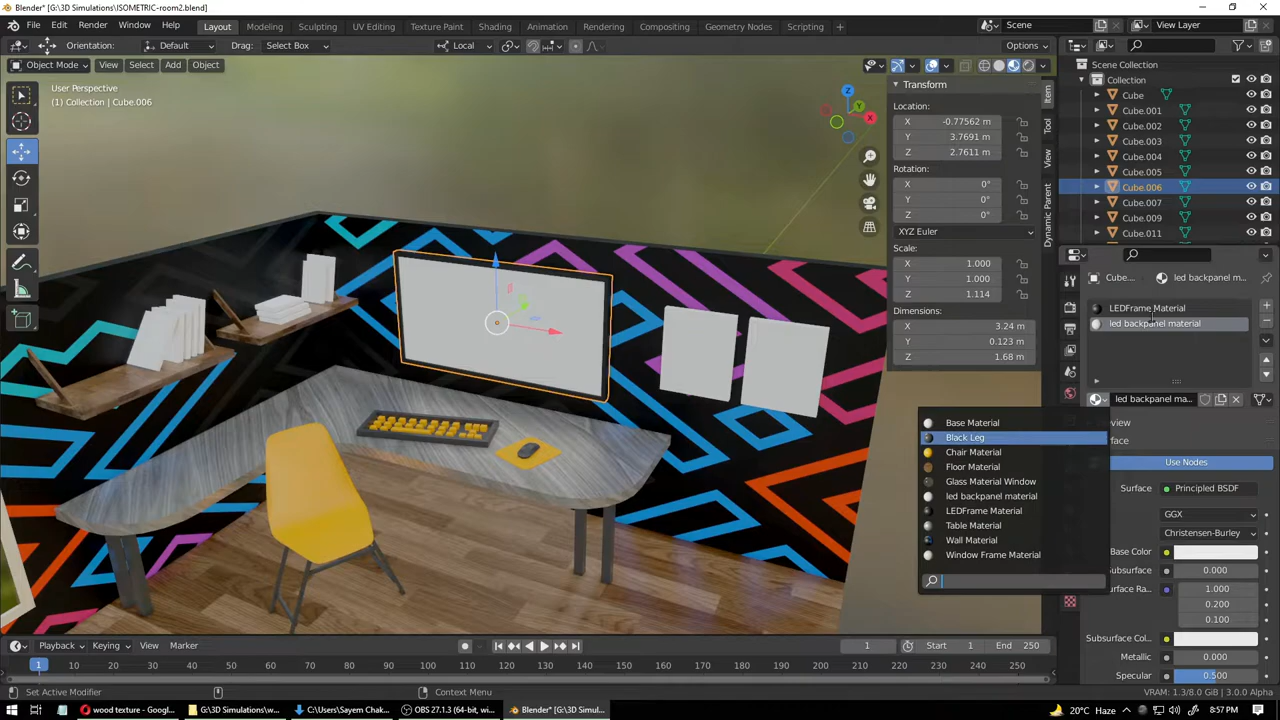 Blender* [G:\3D Simulations\ISOMETRIC-room2.blend]
File Edit Render Window Help Layout Modeling Sculpting UV Editing Texture Paint Shading Animation Rendering Compositing Geometry Nodes Scripting Scene View Layer
Orientation: Default Drag: Select Box Local Options
Object Mode View Select Add Object
User Perspective
(1) Collection | Cube.006
Transform
Location:
X -0.77562 m
Y 3.7691 m
Z 2.7611 m
Rotation:
X 0°
Y 0°
Z 0°
XYZ Euler
Scale:
X 1.000
Y 1.000
Z 1.114
Dimensions:
X 3.24 m
Y 0.123 m
Z 1.68 m
Item
Tool
View
Dynamic Parent
X
Y
Z
Scene Collection
Collection
Cube
Cube.001
Cube.002
Cube.003
Cube.004
Cube.005
Cube.006
Cube.007
Cube.009
Cube.011
Cube... led backpanel m...
LEDFrame Material
led backpanel material
led backpanel ma...
Base Material
Black Leg
Chair Material
Floor Material
Glass Material Window
led backpanel material
LEDFrame Material
Table Material
Wall Material
Window Frame Material
Use Nodes
Surface Principled BSDF
GGX
Christensen-Burley
Base Color
Subsurface 0.000
1.000
0.200
0.100
Subsurface Col...
Metallic 0.000
Specular 0.500
Playback Keying View Marker 1 Start 1 End 250
1 10 20 30 40 50 60 70 80 90 100 110 120 130 140 150 160 170 180 190 200 210 220 230 240 250
Set Active Modifier Context Menu VRAM: 1.3/8.0 GiB | 3.0.0 Alpha
wood texture - Googl... G:\3D Simulations\w... C:\Users\Sayem Chak... OBS 27.1.3 (64-bit, w... Blender* [G:\3D Simul... 20°C Haze 8:57 PM